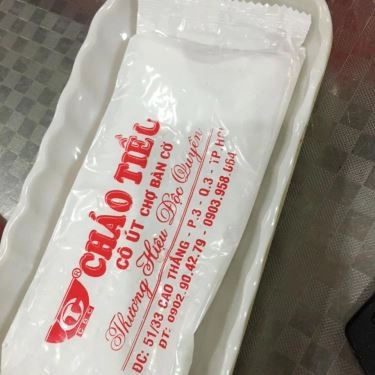 CHÁO TIỀU
CÔ ÚT CHỢ BÀN CỜ
Thương Hiệu Độc Quyền
ĐC: 51/33 CAO THẮNG - P.3 - Q.3 - TP.HCM
ĐT: 0902.90.42.79 - 0903.958.064